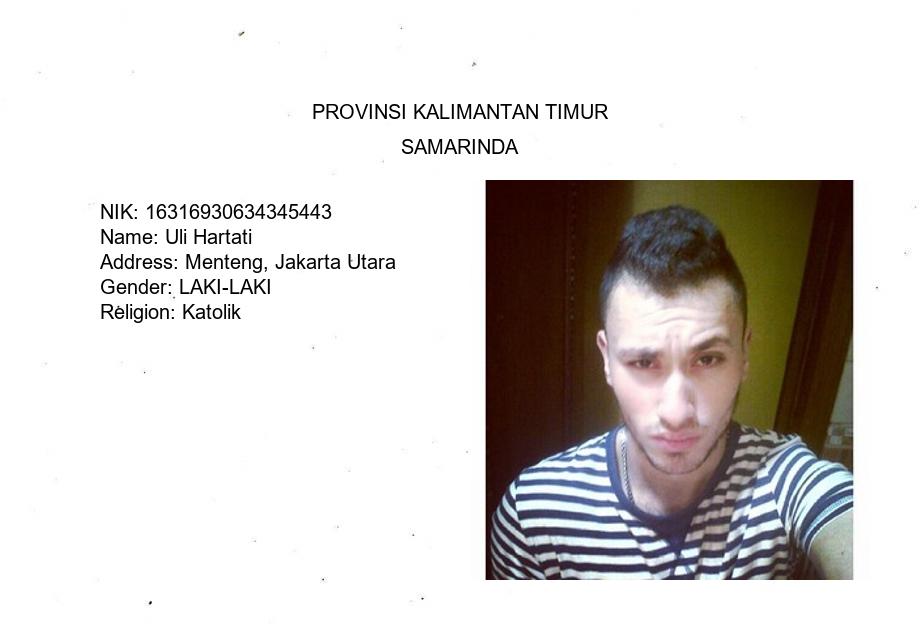 PROVINSI KALIMANTAN TIMUR
SAMARINDA
NIK: 16316930634345443
Name: Uli Hartati
Address: Menteng, Jakarta Utara
Gender: LAKI-LAKI
Religion: Katolik